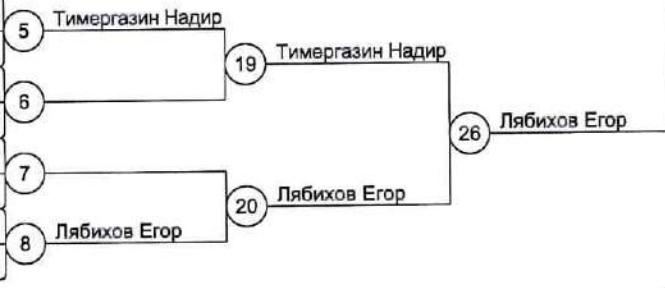 5 Тимергазин Надир
19 Тимергазин Надир
6
26 Лябихов Егор
7
20 Лябихов Егор
8 Лябихов Егор